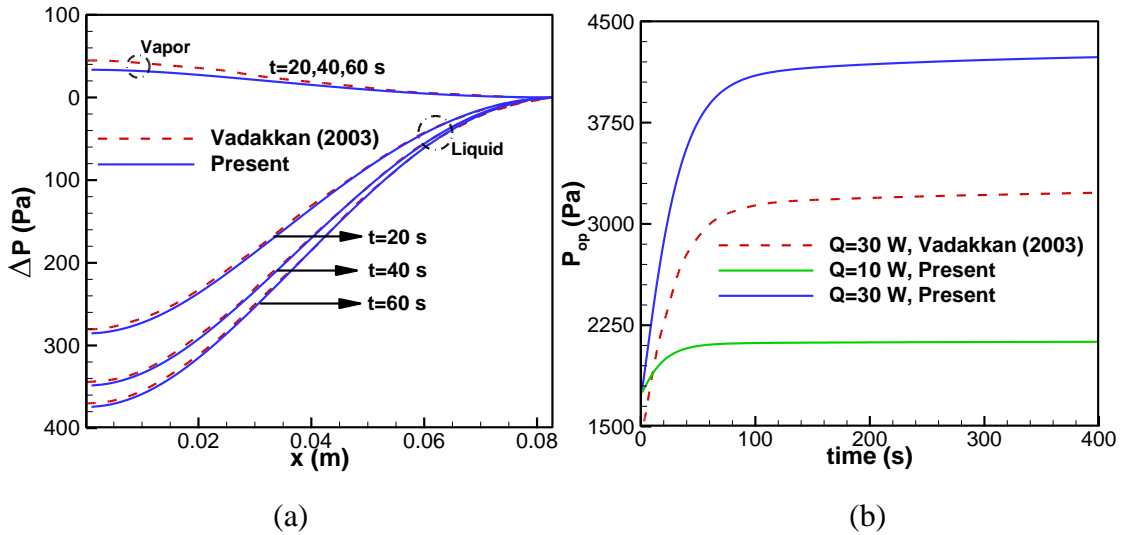 100
Vapor
t=20,40,60 s
0
Vadakkan (2003)
Present
Liquid
100
ΔP (Pa)
t=20 s
200
t=40 s
t=60 s
300
400
0.02
0.04
0.06
0.08
x (m)
(a)
4500
3750
P_op (Pa)
3000
Q=30 W, Vadakkan (2003)
Q=10 W, Present
Q=30 W, Present
2250
1500
0
100
200
300
400
time (s)
(b)